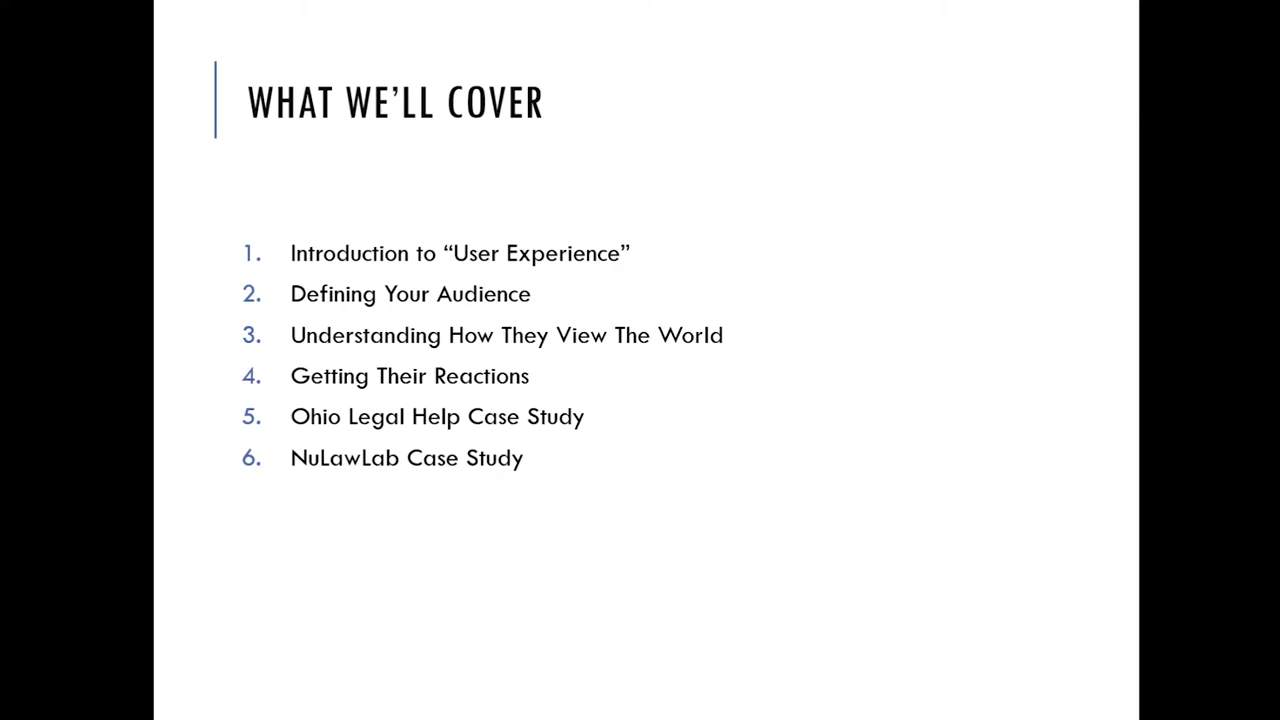 WHAT WE’LL COVER
1. Introduction to “User Experience”
2. Defining Your Audience
3. Understanding How They View The World
4. Getting Their Reactions
5. Ohio Legal Help Case Study
6. NuLawLab Case Study